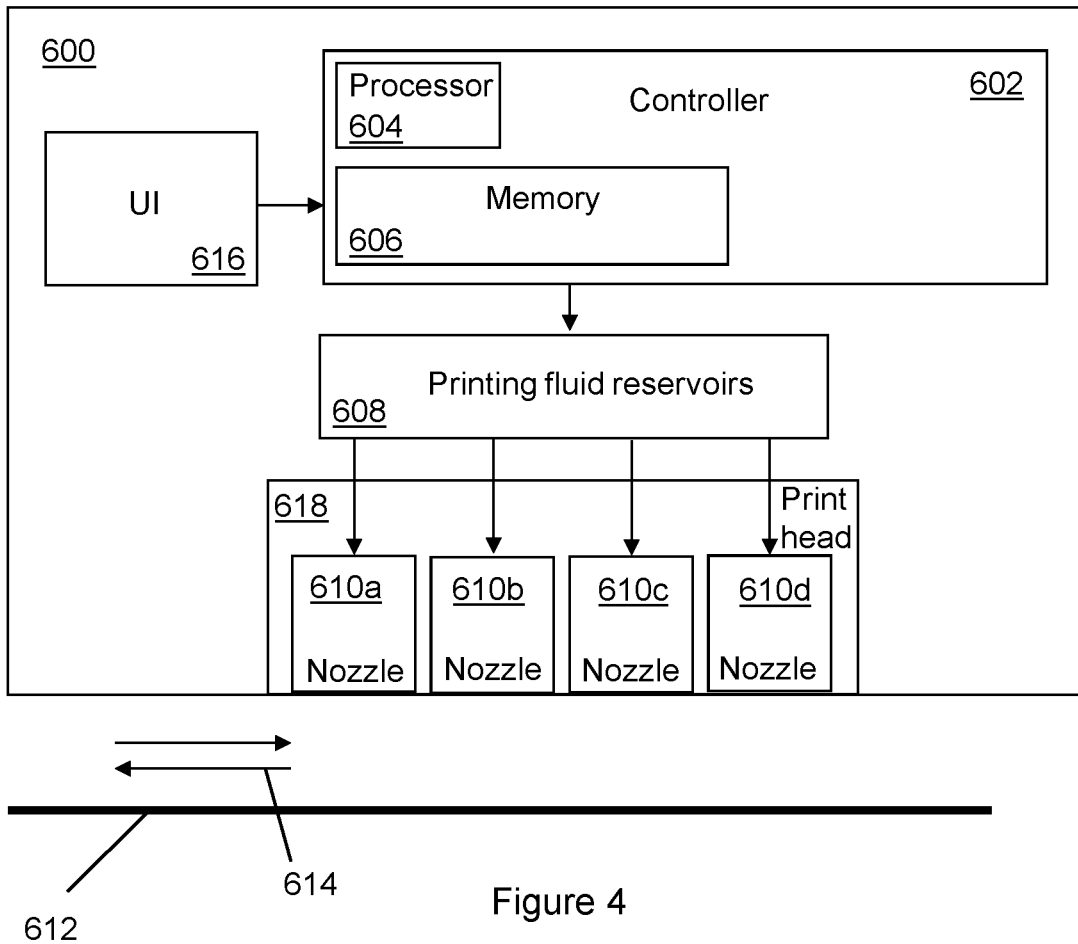 600
Processor
604
Controller
602
UI
616
Memory
606
Printing fluid reservoirs
608
618
Print
head
610a
610b
610c
610d
Nozzle
Nozzle
Nozzle
Nozzle
614
612
Figure 4